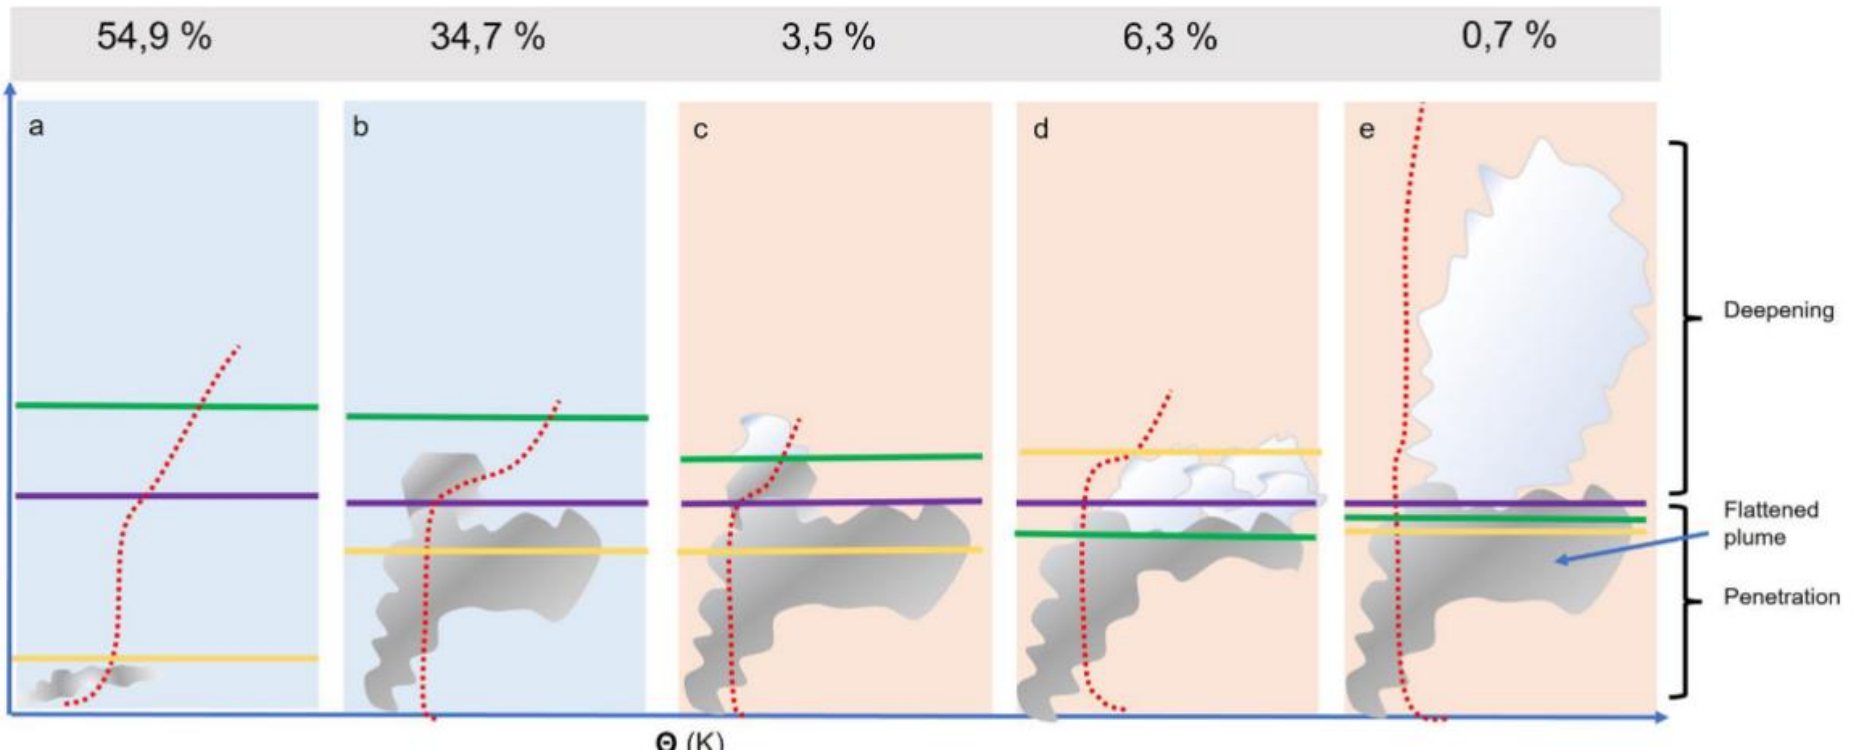 54,9 %
34,7 %
3,5 %
6,3 %
0,7 %
a
b
c
d
e
Deepening
Flattened
plume
Penetration
Θ (K)